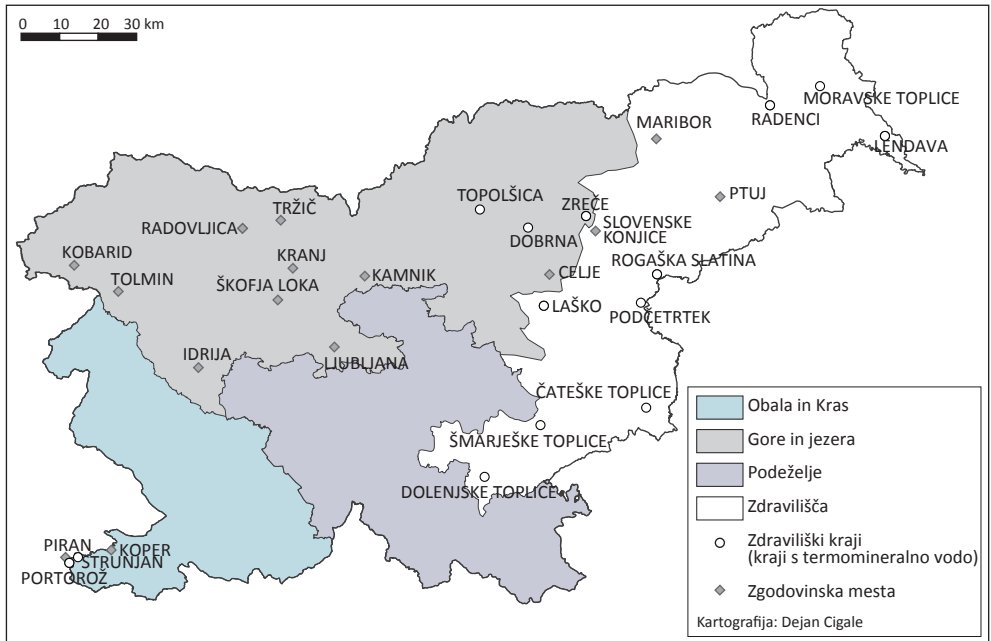 0 10 20 30 km
MORAVSKE TOPLICE
RADENCI
MARIBOR
LENDAVA
PTUJ
TOPOLŠICA
ZREČE
SLOVENSKE
KONJICE
DOBRNA
TRŽIČ
RADOVLJICA
KOBARID
KRANJ
TOLMIN
ŠKOFJA LOKA
KAMNIK
CELJE
ROGAŠKA SLATINA
LAŠKO
PODČETRTEK
IDRIJA
LJUBLJANA
ČATEŠKE TOPLICE
ŠMARJEŠKE TOPLICE
DOLENJSKE TOPLICE
PIRAN
KOPER
STRUNJAN
PORTOROŽ
Obala in Kras
Gore in jezera
Podeželje
Zdravilišča
Zdraviliški kraji
(kraji s termomineralno vodo)
Zgodovinska mesta
Kartografija: Dejan Cigale